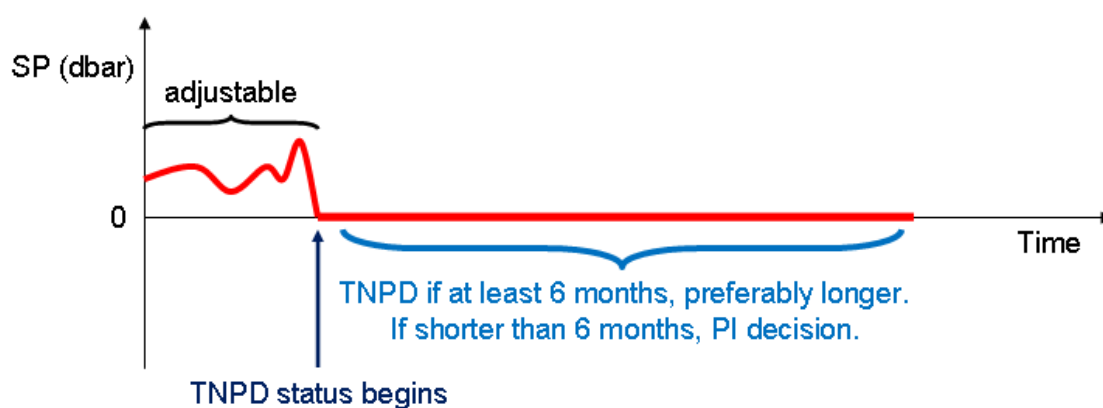 SP (dbar)
adjustable
0
Time
TNPD if at least 6 months, preferably longer.
If shorter than 6 months, PI decision.
TNPD status begins